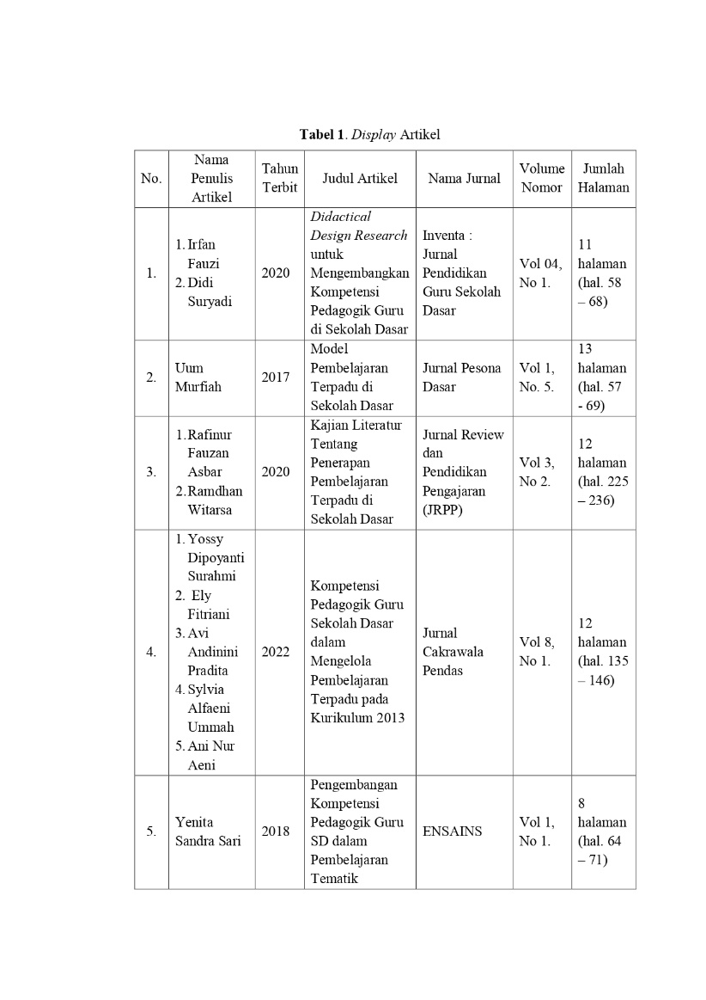 Tabel 1. Display Artikel
No.
Nama
Penulis
Artikel
Tahun
Terbit
Judul Artikel
Nama Jurnal
Volume
Nomor
Jumlah
Halaman
1.
1. Irfan
Fauzi
2. Didi
Suryadi
2020
Didactical
Design Research
untuk
Mengembangkan
Kompetensi
Pedagogik Guru
di Sekolah Dasar
Inventa :
Jurnal
Pendidikan
Guru Sekolah
Dasar
Vol 04,
No 1.
11
halaman
(hal. 58
– 68)
2.
Uum
Murfiah
2017
Model
Pembelajaran
Terpadu di
Sekolah Dasar
Jurnal Pesona
Dasar
Vol 1,
No. 5.
13
halaman
(hal. 57
- 69)
3.
1. Rafinur
Fauzan
Asbar
2. Ramdhan
Witarsa
2020
Kajian Literatur
Tentang
Penerapan
Pembelajaran
Terpadu di
Sekolah Dasar
Jurnal Review
dan
Pendidikan
Pengajaran
(JRPP)
Vol 3,
No 2.
12
halaman
(hal. 225
– 236)
4.
1. Yossy
Dipoyanti
Surahmi
2. Ely
Fitriani
3. Avi
Andinini
Pradita
4. Sylvia
Alfaeni
Ummah
5. Ani Nur
Aeni
2022
Kompetensi
Pedagogik Guru
Sekolah Dasar
dalam
Mengelola
Pembelajaran
Terpadu pada
Kurikulum 2013
Jurnal
Cakrawala
Pendas
Vol 8,
No 1.
12
halaman
(hal. 135
– 146)
5.
Yenita
Sandra Sari
2018
Pengembangan
Kompetensi
Pedagogik Guru
SD dalam
Pembelajaran
Tematik
ENSAINS
Vol 1,
No 1.
8
halaman
(hal. 64
– 71)